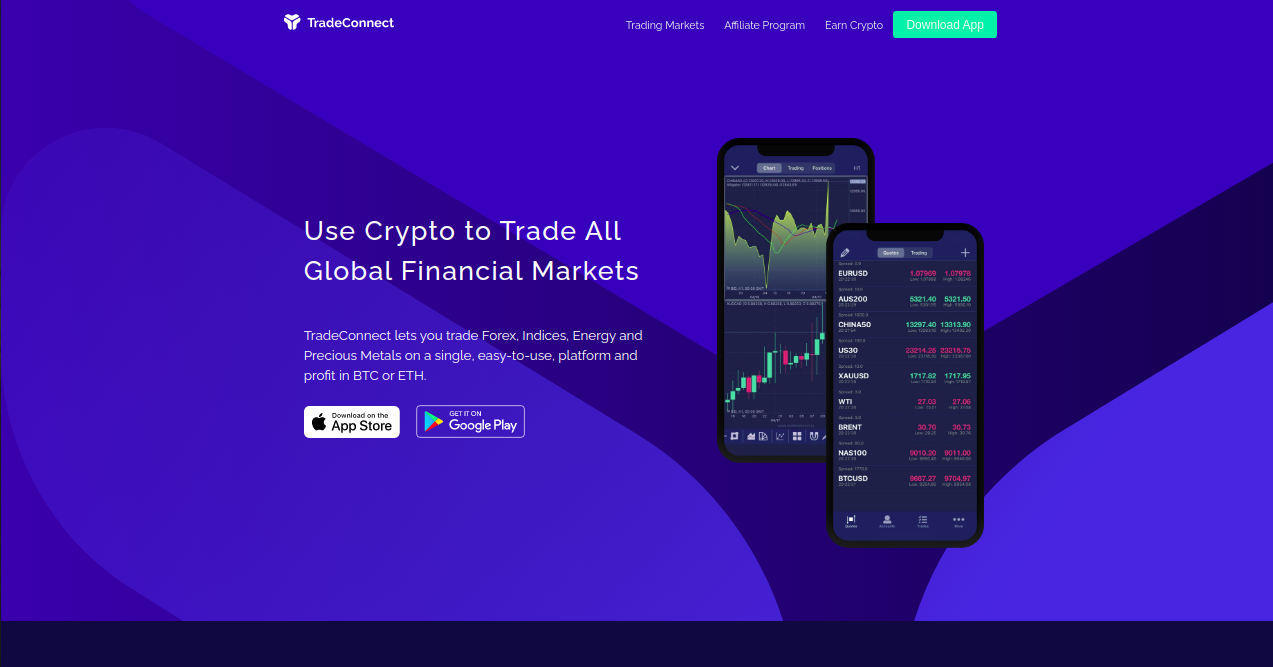 TradeConnect
Trading Markets
Affiliate Program
Earn Crypto
Download App
Use Crypto to Trade All
Global Financial Markets
TradeConnect lets you trade Forex, Indices, Energy and
Precious Metals on a single, easy-to-use, platform and
profit in BTC or ETH.
Download on the
App Store
GET IT ON
Google Play
Chart Trading Positions
Quotes Trading
EURUSD 1.07969 1.07978
AUS200 5321.40 5321.50
CHINA50 13297.40 13313.90
US30 23214.25 23215.75
XAUUSD 1717.62 1717.95
WTI 27.03 27.06
BRENT 30.70 30.73
NAS100 9010.20 9011.00
BTCUSD 9687.27 9704.97
Quotes Accounts Trades More